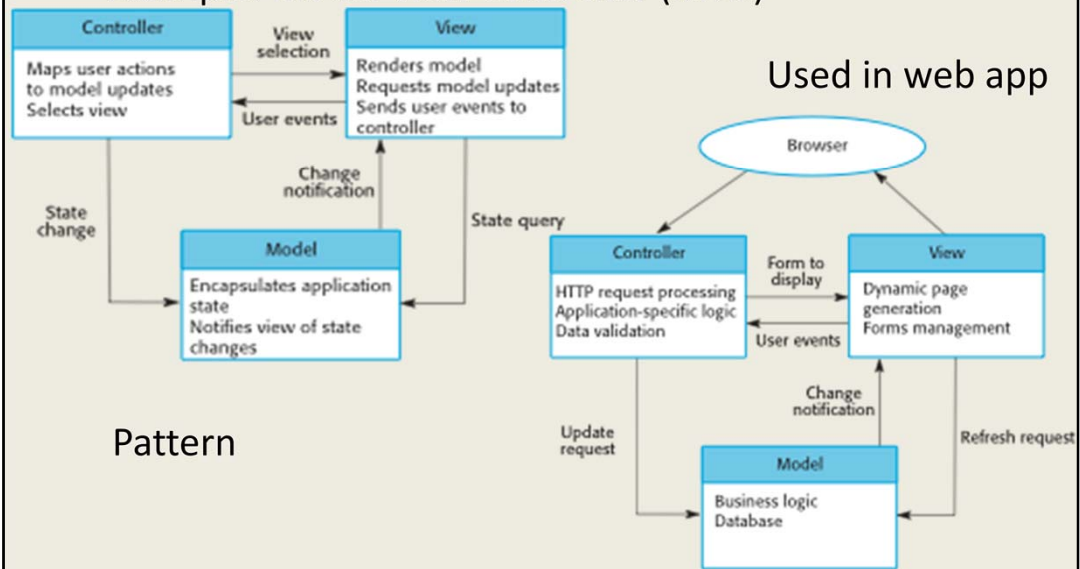 Controller
Maps user actions
to model updates
Selects view
View
selection
User events
View
Renders model
Requests model updates
Sends user events to
controller
Change
notification
State
change
State query
Model
Encapsulates application
state
Notifies view of state
changes
Pattern
Used in web app
Browser
Controller
HTTP request processing
Application-specific logic
Data validation
Form to
display
User events
View
Dynamic page
generation
Forms management
Change
notification
Update
request
Refresh request
Model
Business logic
Database